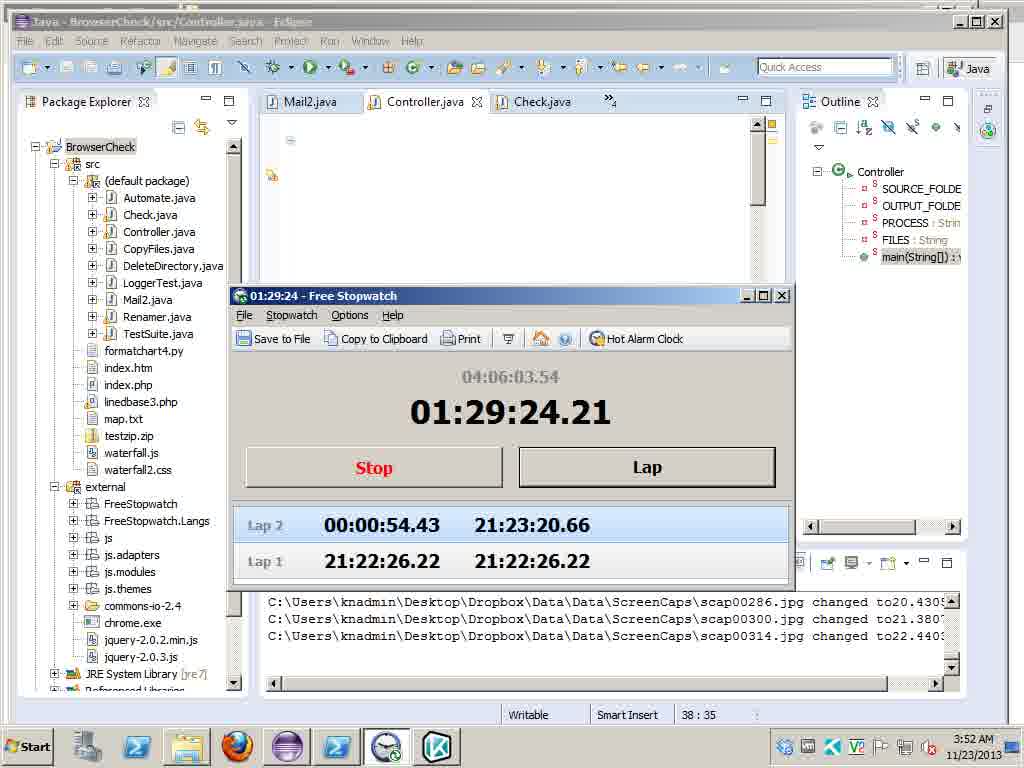 Java - BrowserCheck/src/Controller.java - Eclipse
File Edit Source Refactor Navigate Search Project Run Window Help
Quick Access
Java
Package Explorer
Mail2.java
Controller.java
Check.java
4
Outline
BrowserCheck
src
(default package)
Automate.java
Check.java
Controller.java
CopyFiles.java
DeleteDirectory.java
LoggerTest.java
Mail2.java
Renamer.java
TestSuite.java
formatchart4.py
index.htm
index.php
linedbase3.php
map.txt
testzip.zip
waterfall.js
waterfall2.css
external
FreeStopwatch
FreeStopwatch.Langs
js
js.adapters
js.modules
js.themes
commons-io-2.4
chrome.exe
jquery-2.0.2.min.js
jquery-2.0.3.js
JRE System Library [jre7]
Referenced Libraries
Controller
SOURCE_FOLDE
OUTPUT_FOLDE
PROCESS : Strin
FILES : String
main(String[]) : v
01:29:24 - Free Stopwatch
File Stopwatch Options Help
Save to File Copy to Clipboard Print Hot Alarm Clock
04:06:03.54
01:29:24.21
Stop Lap
Lap 2 00:00:54.43 21:23:20.66
Lap 1 21:22:26.22 21:22:26.22
C:\Users\knadmin\Desktop\Dropbox\Data\Data\ScreenCaps\scap00286.jpg changed to20.4305
C:\Users\knadmin\Desktop\Dropbox\Data\Data\ScreenCaps\scap00300.jpg changed to21.3807
C:\Users\knadmin\Desktop\Dropbox\Data\Data\ScreenCaps\scap00314.jpg changed to22.4403
Writable Smart Insert 38 : 35
Start
3:52 AM
11/23/2013